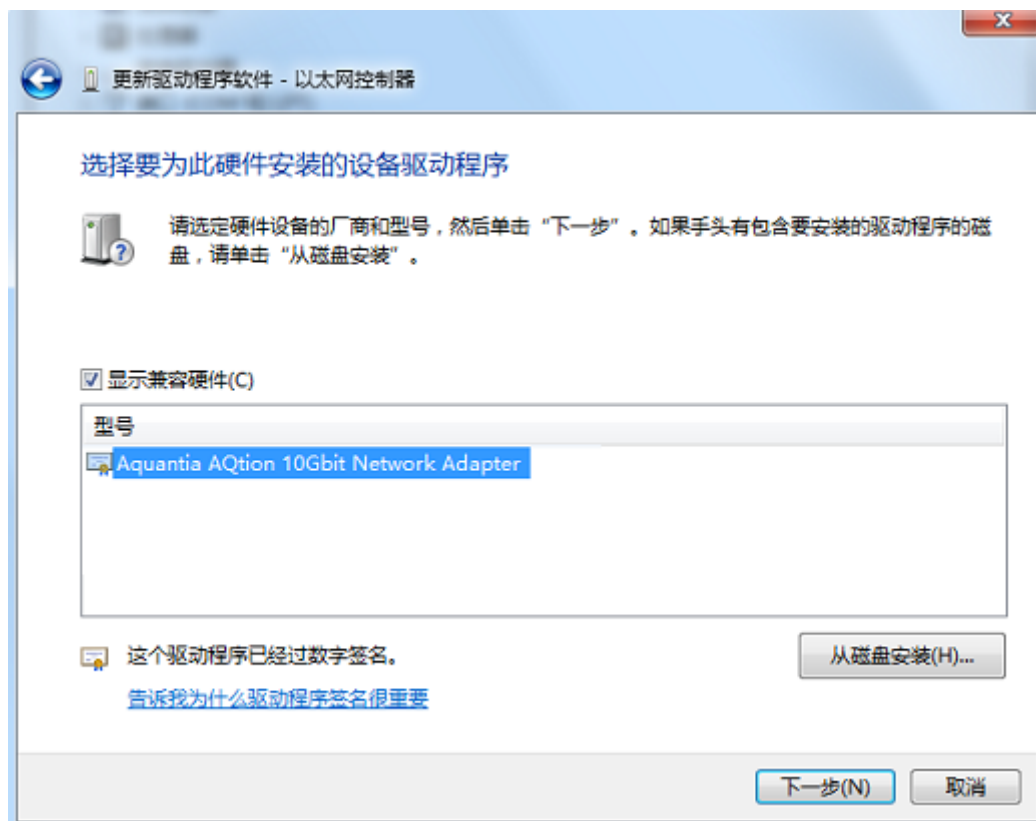 更新驱动程序软件 - 以太网控制器
选择要为此硬件安装的设备驱动程序
请选定硬件设备的厂商和型号，然后单击“下一步”。如果手头有包含要安装的驱动程序的磁
盘，请单击“从磁盘安装”。
显示兼容硬件(C)
型号
Aquantia AQtion 10Gbit Network Adapter
这个驱动程序已经过数字签名。
从磁盘安装(H)...
告诉我为什么驱动程序签名很重要
下一步(N)
取消